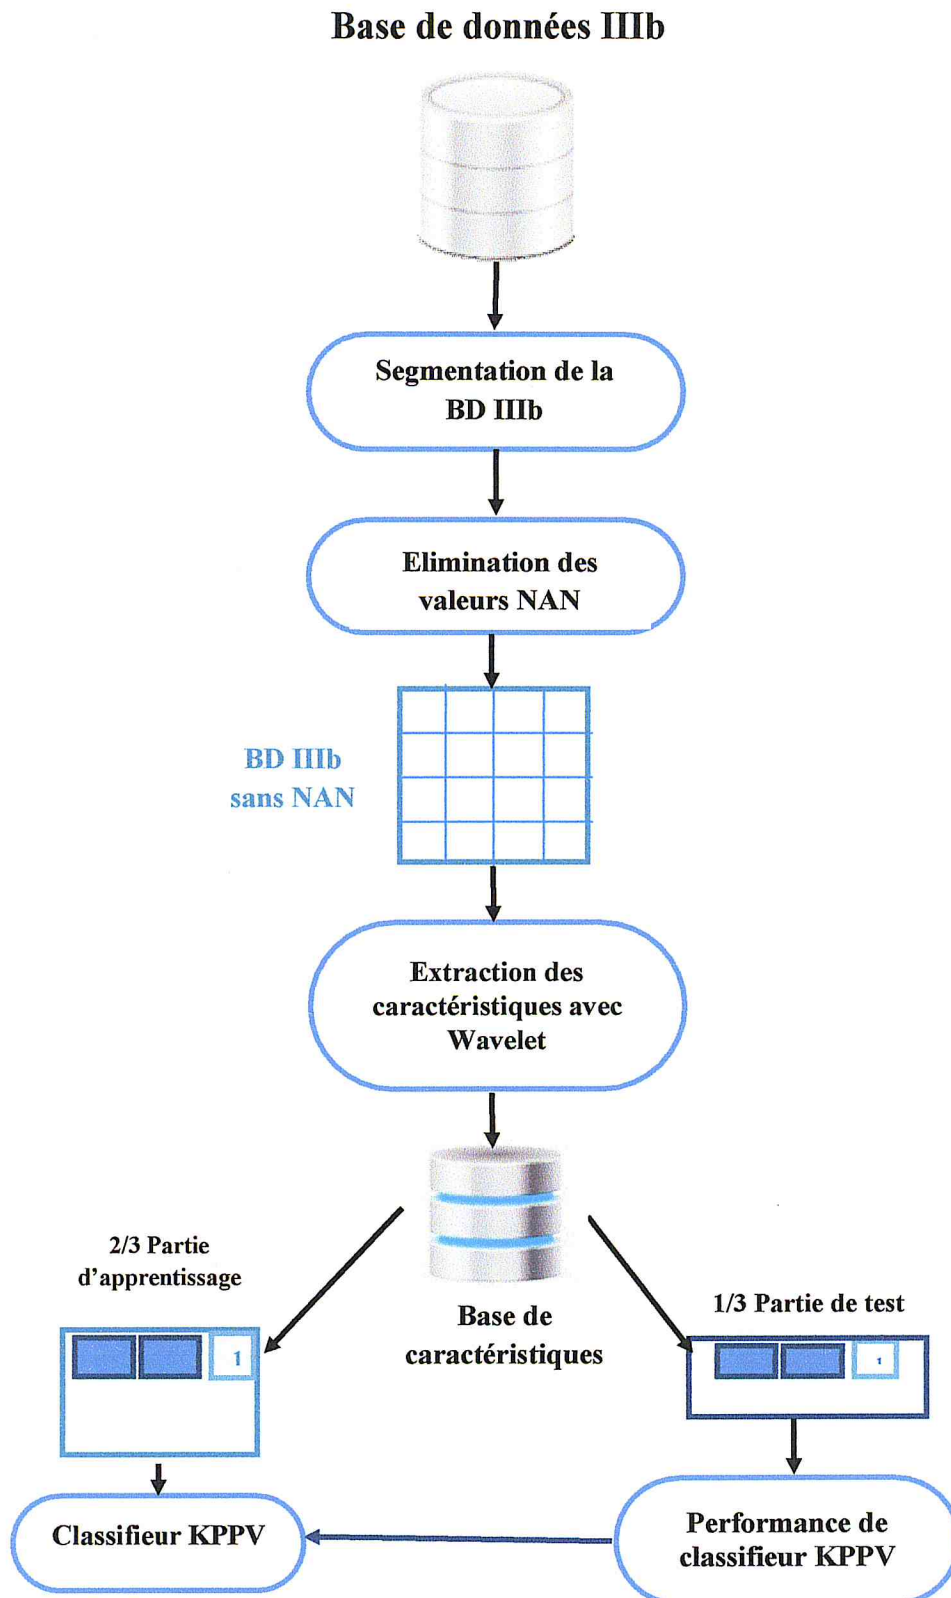 Base de données IIIb
Segmentation de la
BD IIIb
Elimination des
valeurs NAN
BD IIIb
sans NAN
Extraction des
caractéristiques avec
Wavelet
2/3 Partie
d'apprentissage
1
Base de
caractéristiques
1/3 Partie de test
1
Classifieur KPPV
Performance de
classifieur KPPV